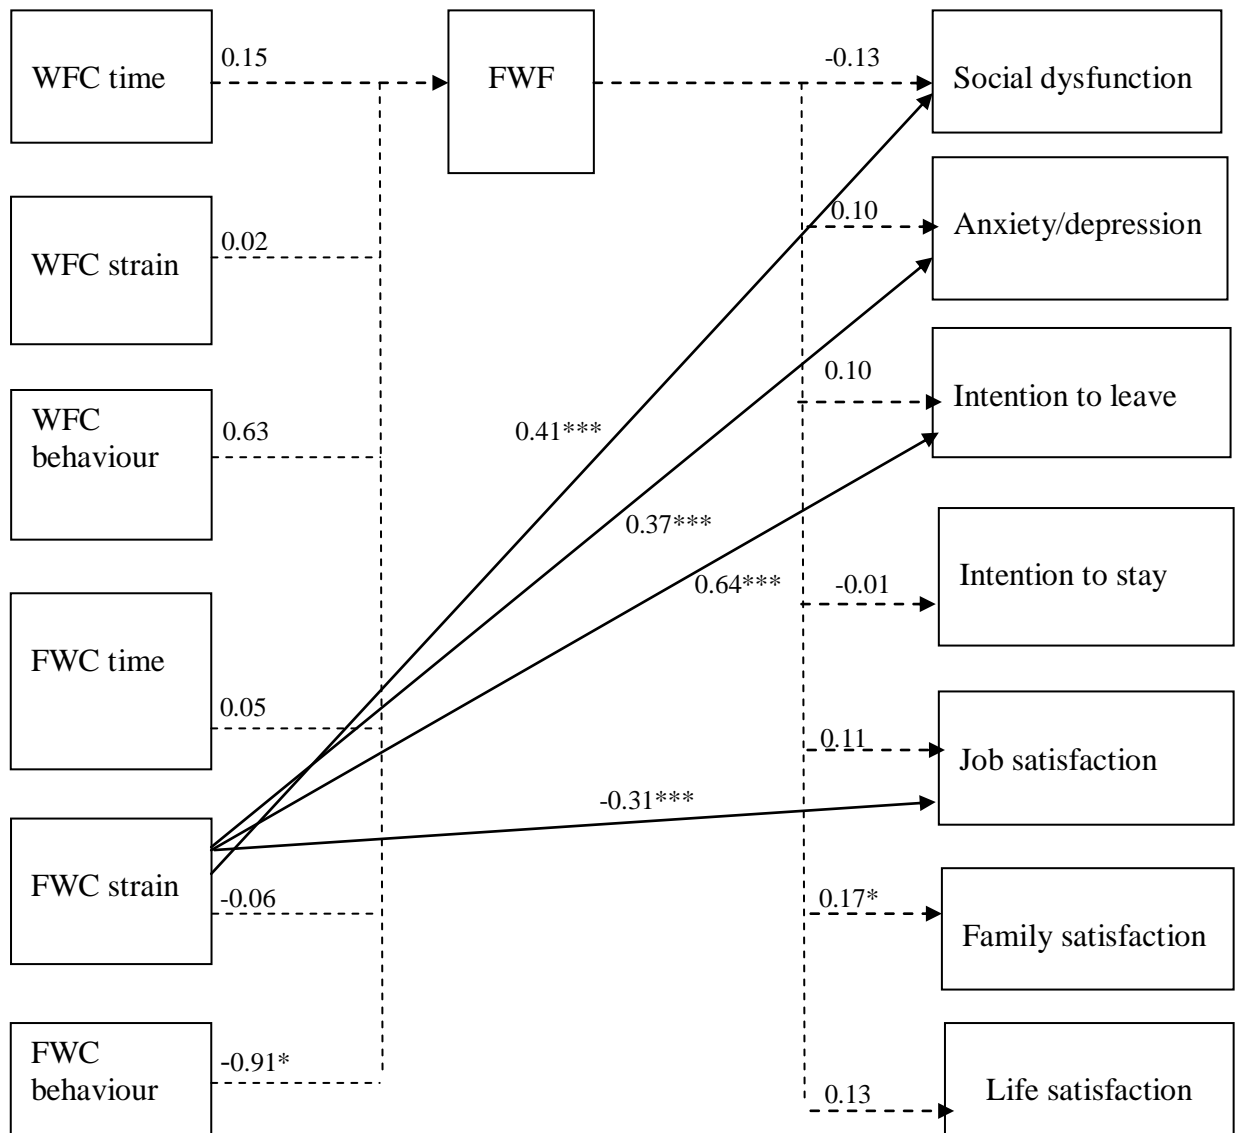 0.15
-0.13
WFC time
FWF
Social dysfunction
0.10
Anxiety/depression
0.02
WFC strain
0.10
Intention to leave
WFC
behaviour
0.63
0.41***
0.37***
0.64***
-0.01
Intention to stay
FWC time
0.05
0.11
Job satisfaction
-0.31***
FWC strain
-0.06
0.17*
Family satisfaction
FWC
behaviour
-0.91*
0.13
Life satisfaction